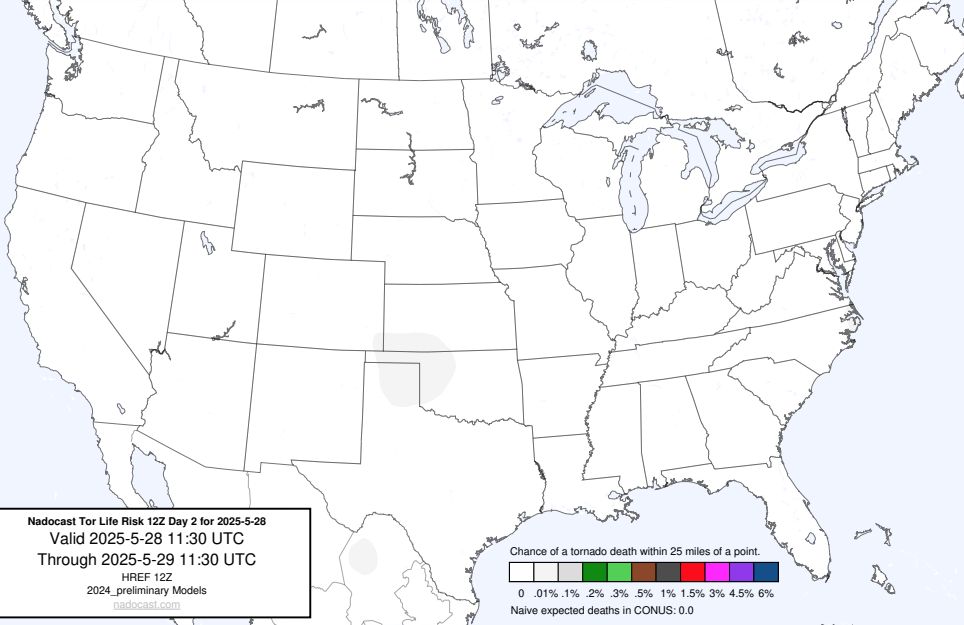 Nadocast Tor Life Risk 12Z Day 2 for 2025-5-28
Valid 2025-5-28 11:30 UTC
Through 2025-5-29 11:30 UTC
HREF 12Z
2024_preliminary Models
nadocast.com
Chance of a tornado death within 25 miles of a point.
0 .01% .1% .2% .3% .5% 1% 1.5% 3% 4.5% 6%
Naive expected deaths in CONUS: 0.0